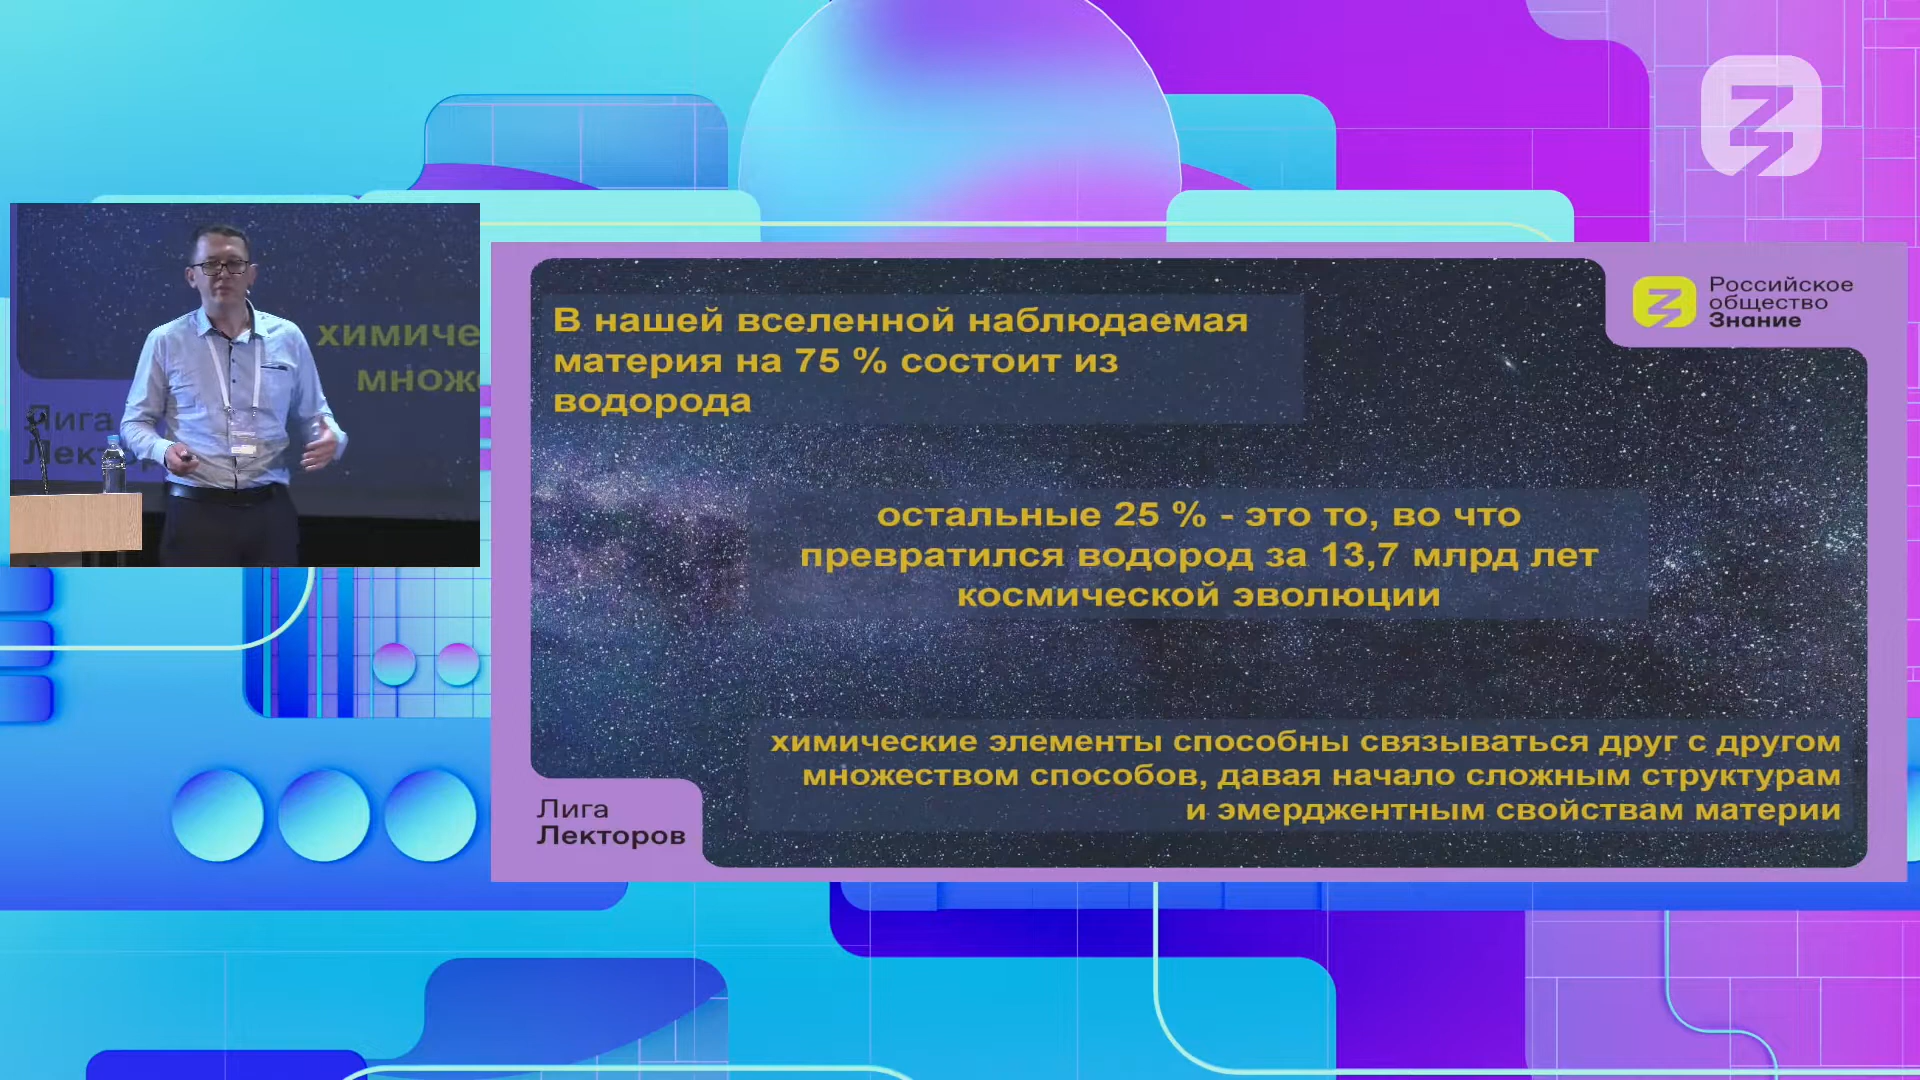 химиче
множ
Лига
Лек
В нашей вселенной наблюдаемая
материя на 75 % состоит из
водорода
Российское
общество
Знание
остальные 25 % - это то, во что
превратился водород за 13,7 млрд лет
космической эволюции
химические элементы способны связываться друг с другом
множеством способов, давая начало сложным структурам
и эмерджентным свойствам материи
Лига
Лекторов